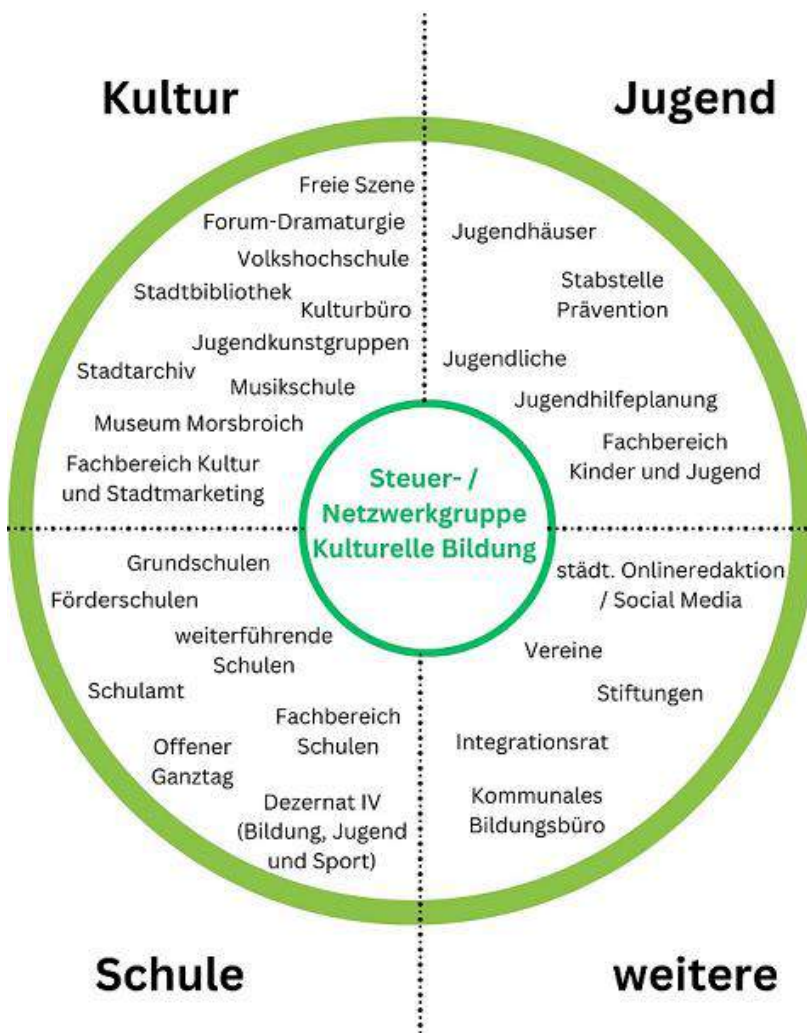 Kultur
Freie Szene
Forum-Dramaturgie
Volkshochschule
Stadtbibliothek
Kulturbüro
Jugendkunstgruppen
Stadtarchiv
Musikschule
Museum Morsbroich
Fachbereich Kultur
und Stadtmarketing
Jugend
Jugendhäuser
Stabstelle
Prävention
Jugendliche
Jugendhilfeplanung
Fachbereich
Kinder und Jugend
Steuer- /
Netzwerkgruppe
Kulturelle Bildung
Grundschulen
Förderschulen
weiterführende
Schulen
Schulamt
Fachbereich
Schulen
Offener
Ganztag
Dezernat IV
(Bildung, Jugend
und Sport)
Schule
städt. Onlineredaktion
/ Social Media
Vereine
Stiftungen
Integrationsrat
Kommunales
Bildungsbüro
weitere